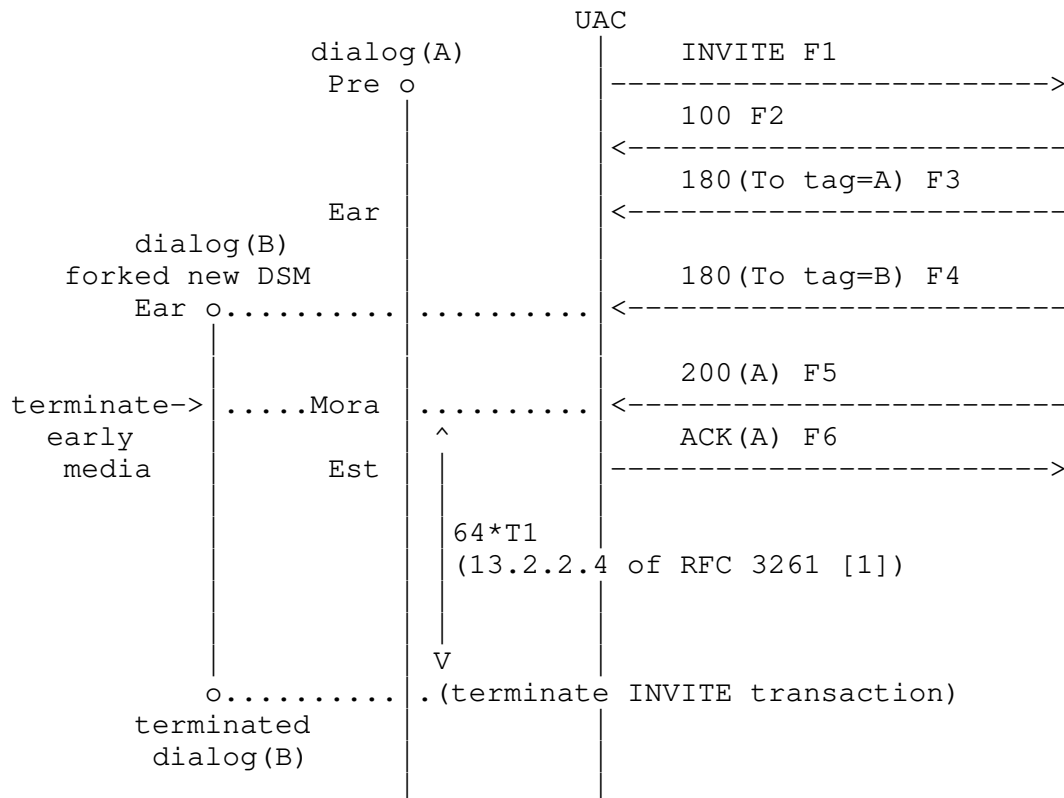 UAC
dialog(A) INVITE F1
Pre o |------------------------->
100 F2
<-------------------------
180(To tag=A) F3
Ear <-------------------------
dialog(B)
forked new DSM 180(To tag=B) F4
Ear o..........|..........|<-------------------------
200(A) F5
terminate->|.....Mora |..........|<-------------------------
early ^ ACK(A) F6
media Est | |------------------------->
64*T1
(13.2.2.4 of RFC 3261 [1])
V
o............(terminate INVITE transaction)
terminated
dialog(B)